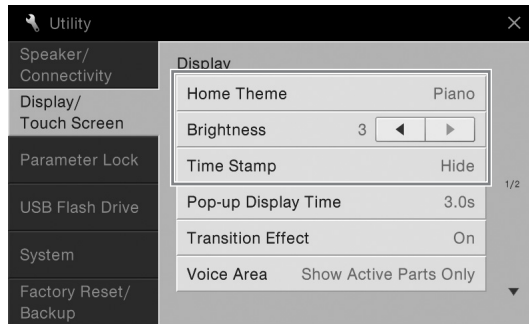 Utility
Speaker/
Connectivity
Display/
Touch Screen
Parameter Lock
USB Flash Drive
System
Factory Reset/
Backup
Display
Home Theme Piano
Brightness 3
Time Stamp Hide
Pop-up Display Time 3.0s
Transition Effect On
Voice Area Show Active Parts Only
1/2